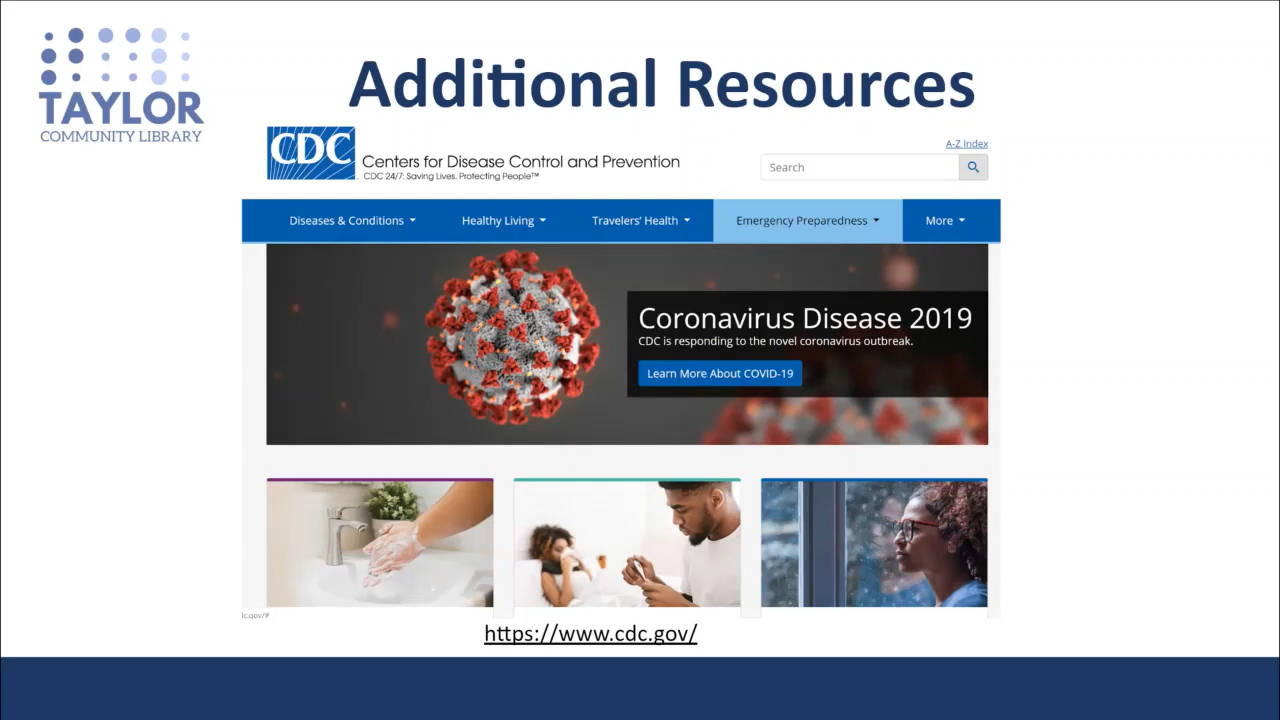 TAYLOR
COMMUNITY LIBRARY
Additional Resources
CDC
Centers for Disease Control and Prevention
CDC 24/7: Saving Lives, Protecting People™
A-Z Index
Search
Diseases & Conditions
Healthy Living
Travelers' Health
Emergency Preparedness
More
Coronavirus Disease 2019
CDC is responding to the novel coronavirus outbreak.
Learn More About COVID-19
dc.gov/#
https://www.cdc.gov/